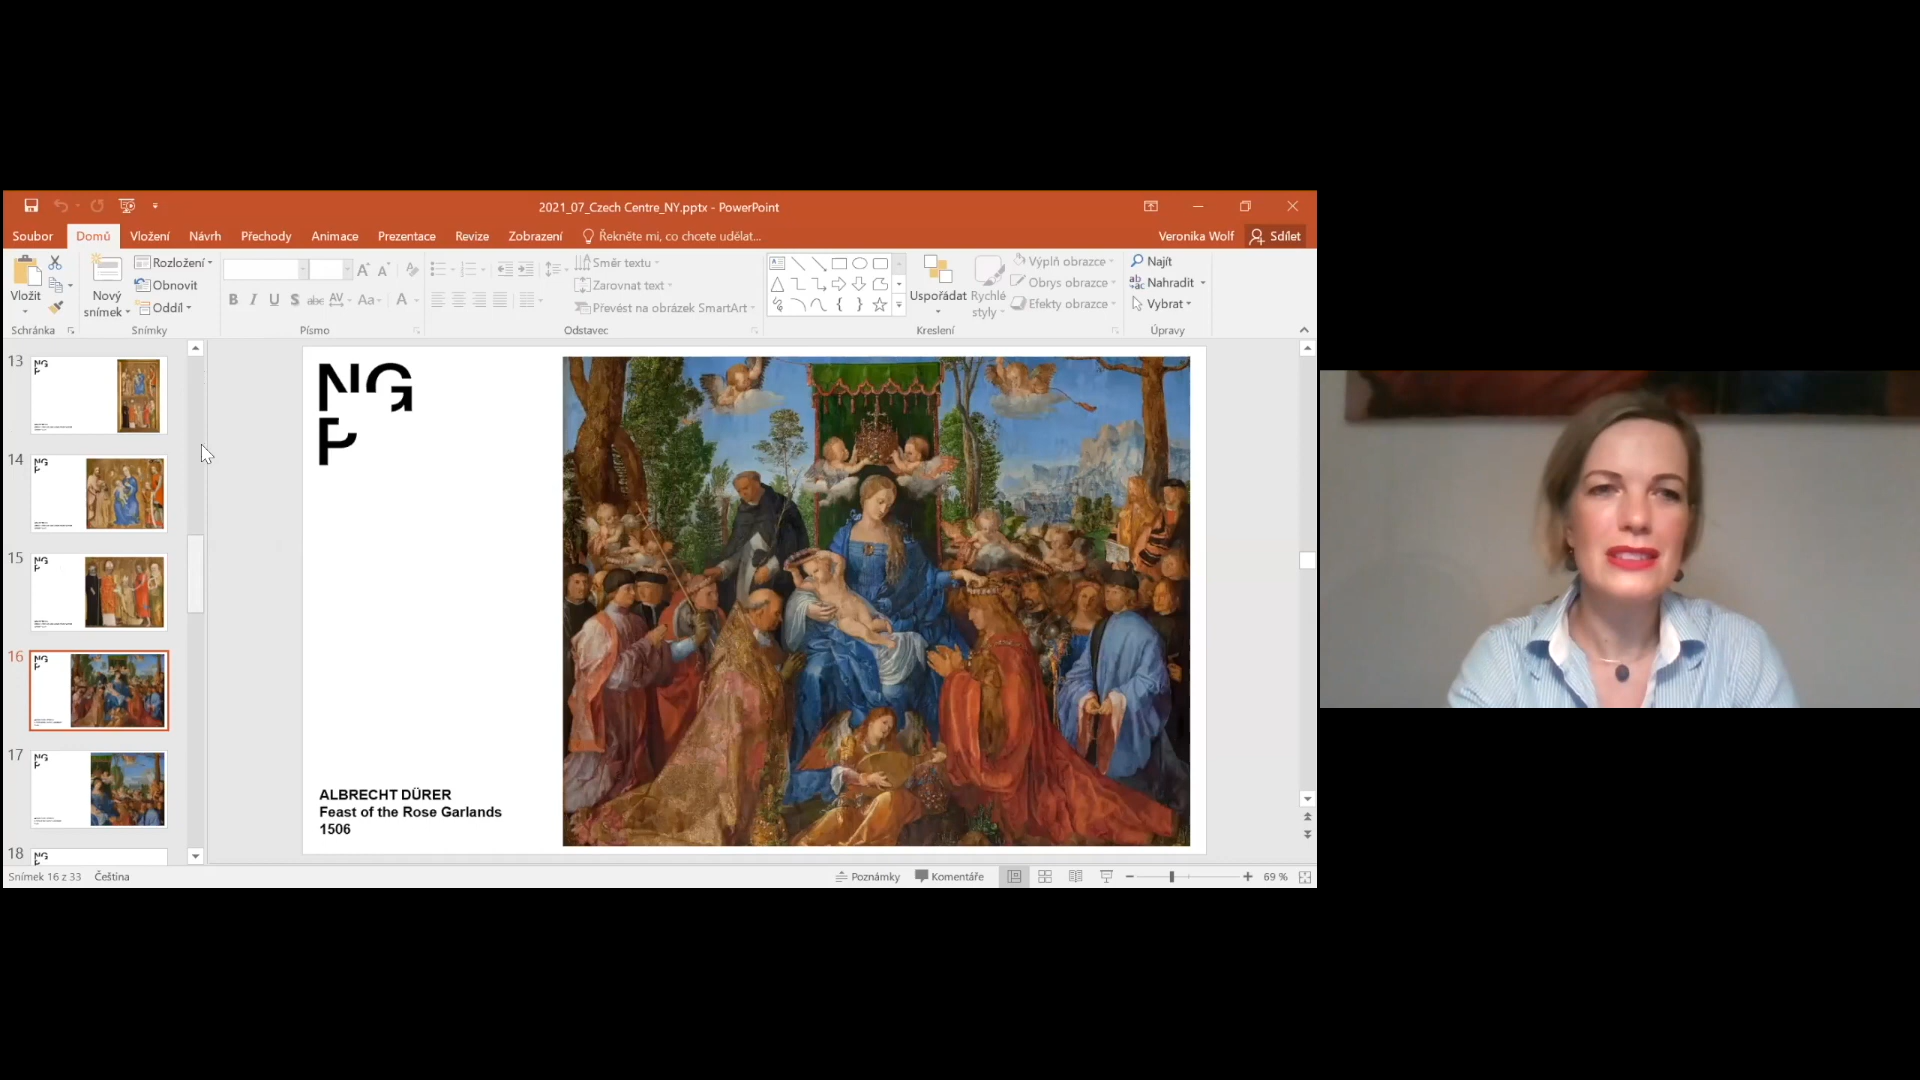 2021_07_Czech Centre_NY.pptx - PowerPoint
Soubor Domů Vložení Návrh Přechody Animace Prezentace Revize Zobrazení Řekněte mi, co chcete udělat... Veronika Wolf Sdílet
Vložit
Schránka
Nový snímek
Rozložení
Obnovit
Oddíl
Snímky
B I U S abc AV Aa A
Písmo
Směr textu
Zarovnat text
Převést na obrázek SmartArt
Odstavec
Uspořádat
Rychlé styly
Výplň obrazce
Obrys obrazce
Efekty obrazce
Kreslení
Najít
Nahradit
Vybrat
Úpravy
13
14
15
16
17
18
NG
P
ALBRECHT DÜRER
Feast of the Rose Garlands
1506
Snímek 16 z 33 Čeština Poznámky Komentáře 69 %